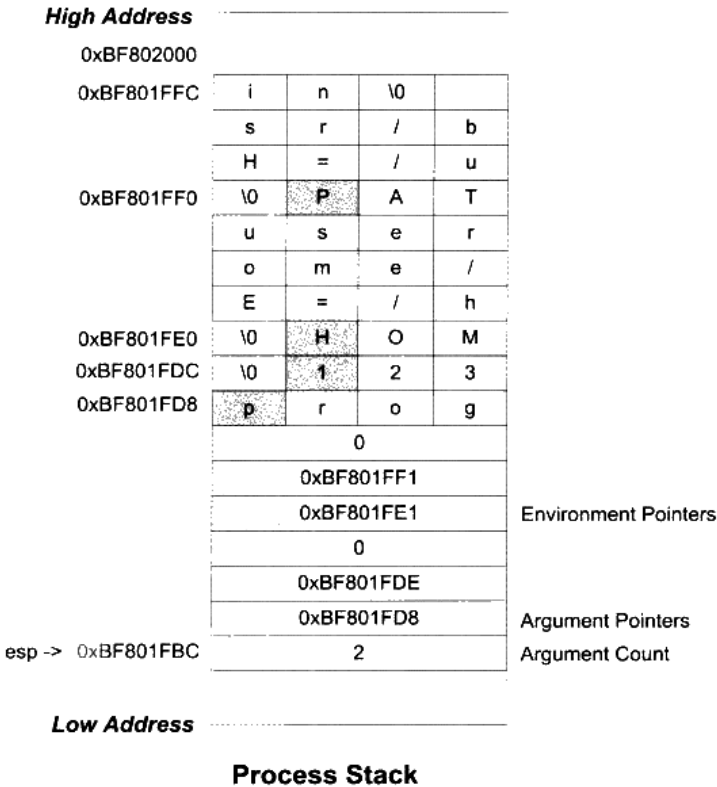 High Address
0xBF802000
0xBF801FFC i n \0
s r / b
H = / u
0xBF801FF0 \0 P A T
u s e r
o m e /
E = / h
0xBF801FE0 \0 H O M
0xBF801FDC \0 1 2 3
0xBF801FD8 p r o g
0
0xBF801FF1
0xBF801FE1 Environment Pointers
0
0xBF801FDE
0xBF801FD8 Argument Pointers
esp -> 0xBF801FBC 2 Argument Count
Low Address
Process Stack